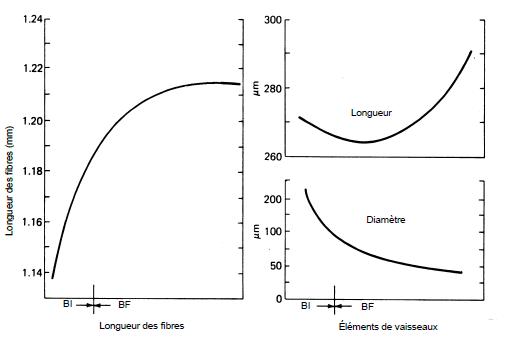 Longueur des fibres (mm)
1.24
1.22
1.20
1.18
1.16
1.14
BI
BF
Longueur des fibres
µm
300
280
260
Longueur
µm
200
100
50
0
Diamètre
BI
BF
Éléments de vaisseaux